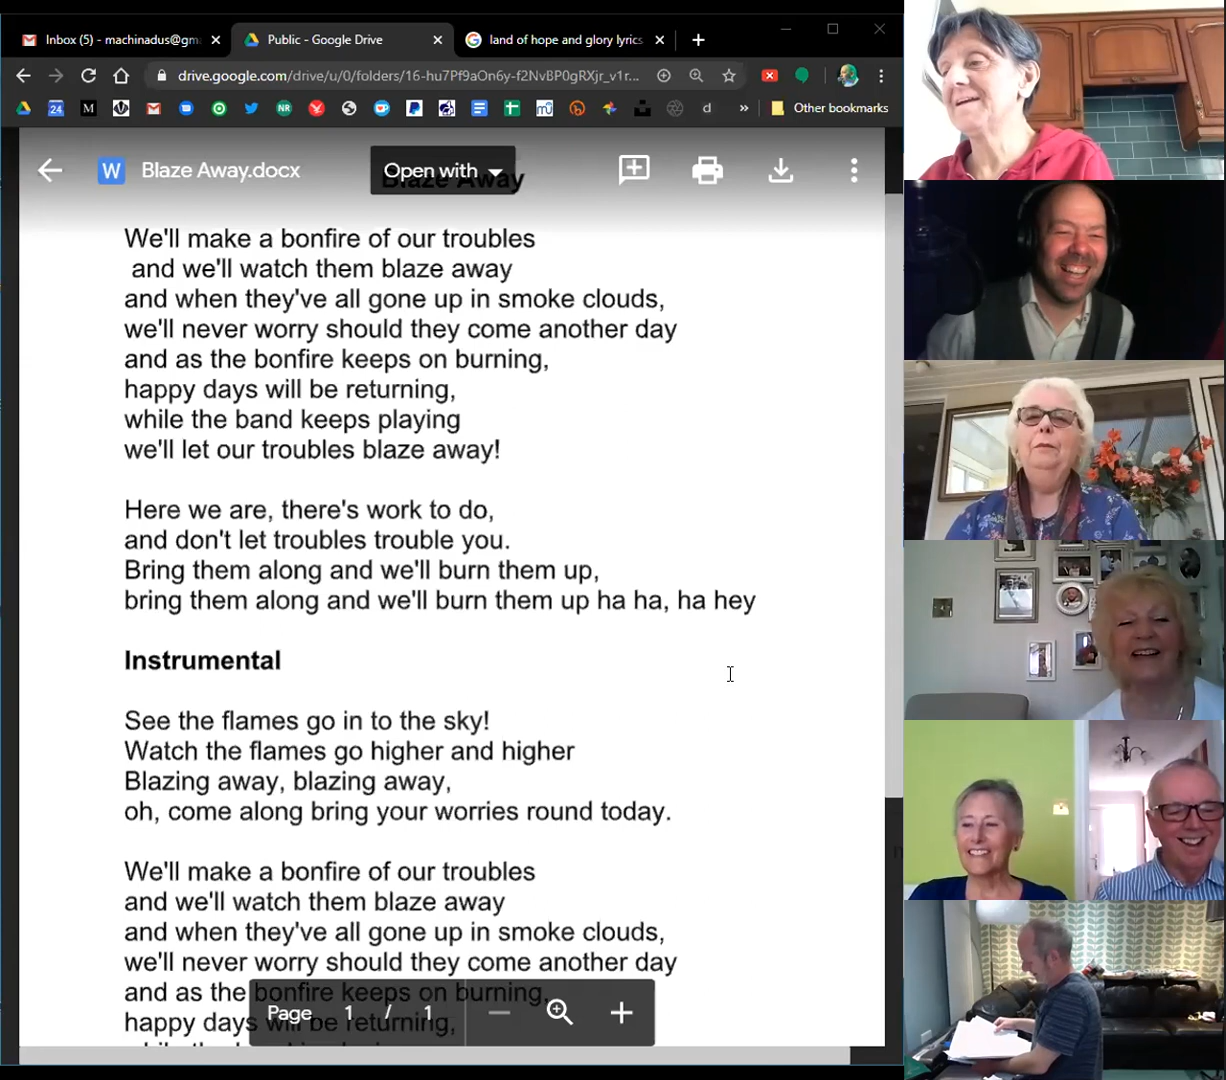 Inbox (5) - machinadus@gm
Public - Google Drive
land of hope and glory lyrics
drive.google.com/drive/u/0/folders/16-hu7Pf9aOn6y-f2NvBP0gRXjr_v1r...
24
M
NR
mü
d
»
Other bookmarks
W
Blaze Away.docx
Open with
Blaze Away
We'll make a bonfire of our troubles
and we'll watch them blaze away
and when they've all gone up in smoke clouds,
we'll never worry should they come another day
and as the bonfire keeps on burning,
happy days will be returning,
while the band keeps playing
we'll let our troubles blaze away!
Here we are, there's work to do,
and don't let troubles trouble you.
Bring them along and we'll burn them up,
bring them along and we'll burn them up ha ha, ha hey
Instrumental
See the flames go in to the sky!
Watch the flames go higher and higher
Blazing away, blazing away,
oh, come along bring your worries round today.
We'll make a bonfire of our troubles
and we'll watch them blaze away
and when they've all gone up in smoke clouds,
we'll never worry should they come another day
and as the bonfire keeps on burning,
happy days will be returning,
Page 1 / 1